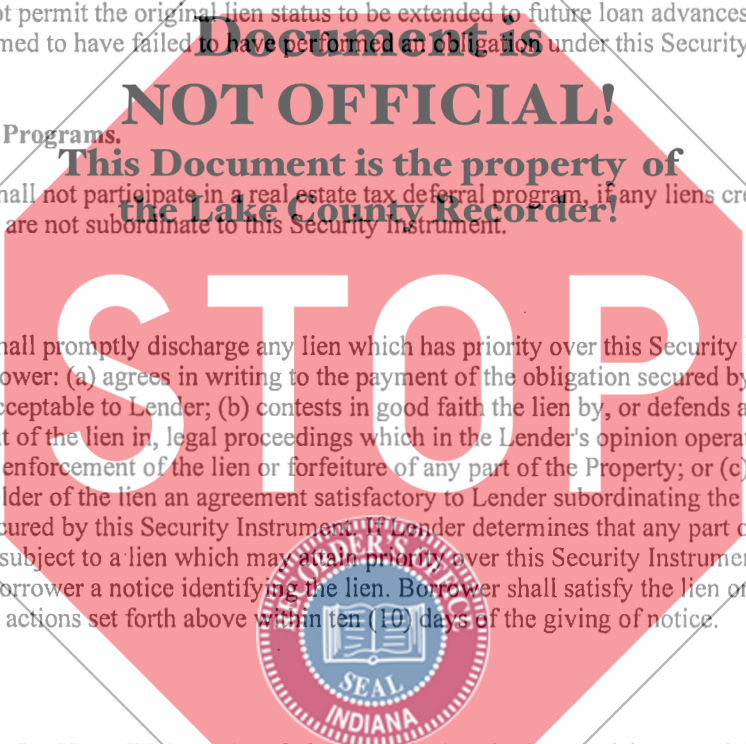 ot permit the original lien status to be extended to future loan advances
med to have failed to have performed an obligation under this Security
Document is
NOT OFFICIAL!
Programs.
This Document is the property of
hall not participate in a real estate tax deferral program, if any liens cre
the Lake County Recorder!
are not subordinate to this Security Instrument.
STOP
hall promptly discharge any lien which has priority over this Security
ower: (a) agrees in writing to the payment of the obligation secured by
cceptable to Lender; (b) contests in good faith the lien by, or defends a
t of the lien in, legal proceedings which in the Lender's opinion opera
enforcement of the lien or forfeiture of any part of the Property; or (c)
lder of the lien an agreement satisfactory to Lender subordinating the
cured by this Security Instrument. If Lender determines that any part o
subject to a lien which may attain priority over this Security Instrumen
orrower a notice identifying the lien. Borrower shall satisfy the lien or
actions set forth above within ten (10) days of the giving of notice.
RECORDER'S OFFICE
SEAL
INDIANA